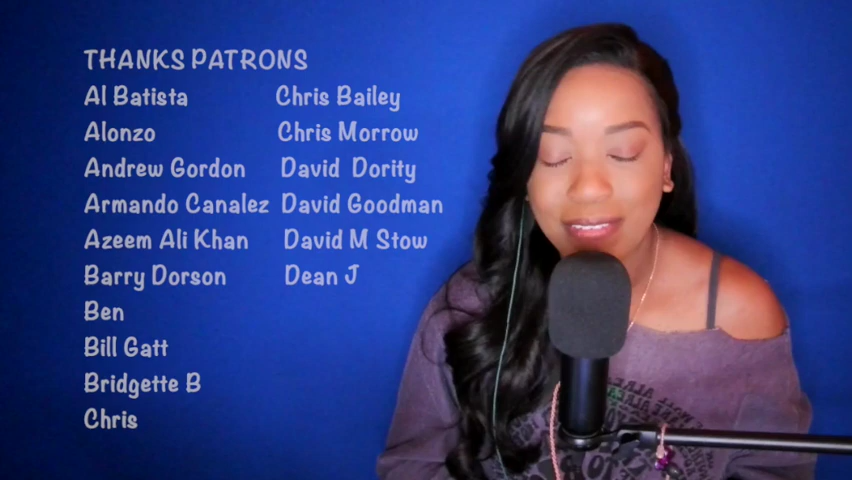 THANKS PATRONS
Al Batista
Alonzo
Andrew Gordon
Armando Canalez
Azeem Ali Khan
Barry Dorson
Ben
Bill Gatt
Bridgette B
Chris
Chris Bailey
Chris Morrow
David Dority
David Goodman
David M Stow
Dean J